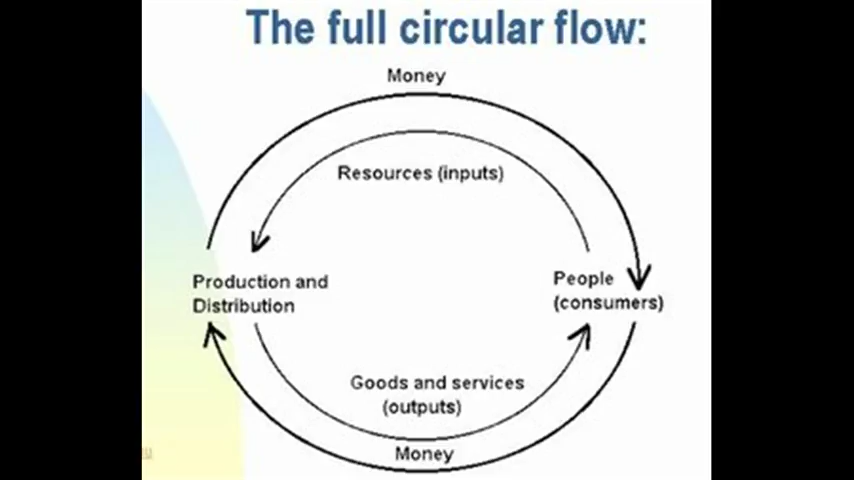 The full circular flow:
Money
Resources (inputs)
Production and
Distribution
People
(consumers)
Goods and services
(outputs)
Money